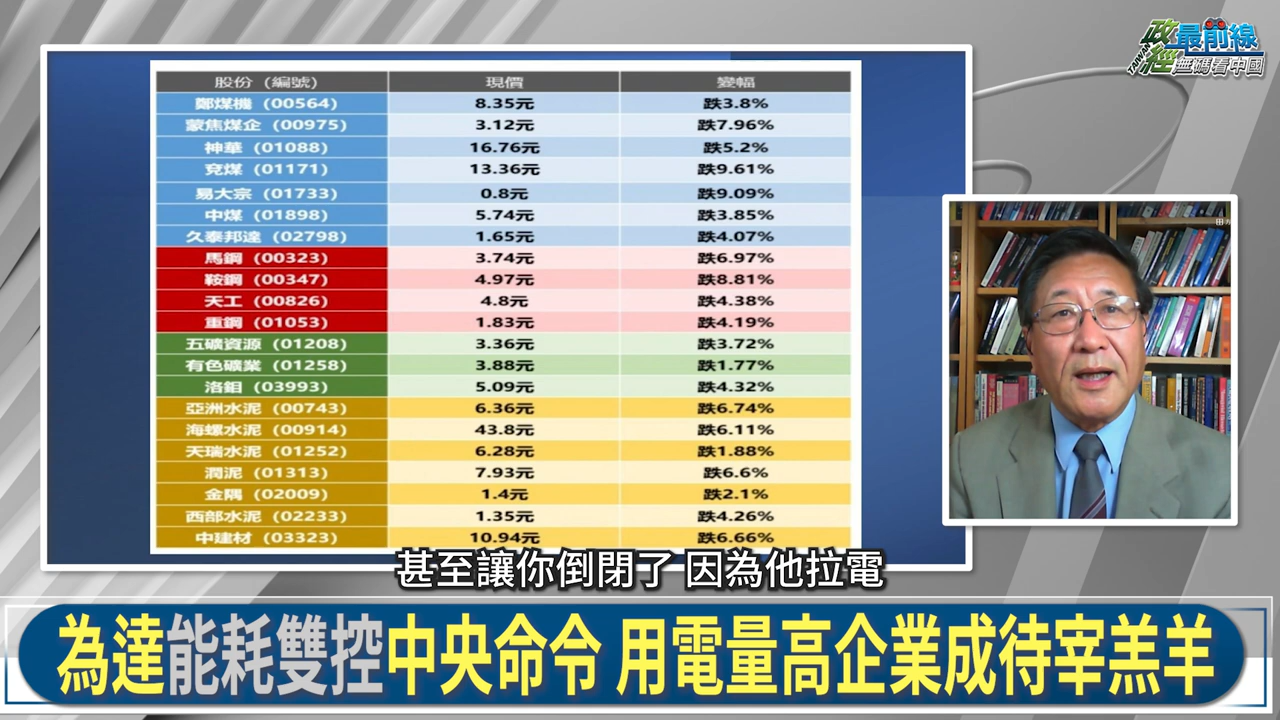 政經最前線
無碼看中國
TAIWAN
股份 (編號) 現價 變幅
鄭煤機 (00564) 8.35元 跌3.8%
蒙焦煤企 (00975) 3.12元 跌7.96%
神華 (01088) 16.76元 跌5.2%
兗煤 (01171) 13.36元 跌9.61%
易大宗 (01733) 0.8元 跌9.09%
中煤 (01898) 5.74元 跌3.85%
久泰邦達 (02798) 1.65元 跌4.07%
馬鋼 (00323) 3.74元 跌6.97%
鞍鋼 (00347) 4.97元 跌8.81%
天工 (00826) 4.8元 跌4.38%
重鋼 (01053) 1.83元 跌4.19%
五礦資源 (01208) 3.36元 跌3.72%
有色礦業 (01258) 3.88元 跌1.77%
洛鉬 (03993) 5.09元 跌4.32%
亞洲水泥 (00743) 6.36元 跌6.74%
海螺水泥 (00914) 43.8元 跌6.11%
天瑞水泥 (01252) 6.28元 跌1.88%
潤泥 (01313) 7.93元 跌6.6%
金隅 (02009) 1.4元 跌2.1%
西部水泥 (02233) 1.35元 跌4.26%
中建材 (03323) 10.94元 跌6.66%
甚至讓你倒閉了 因為他拉電
為達能耗雙控中央命令 用電量高企業成待宰羔羊